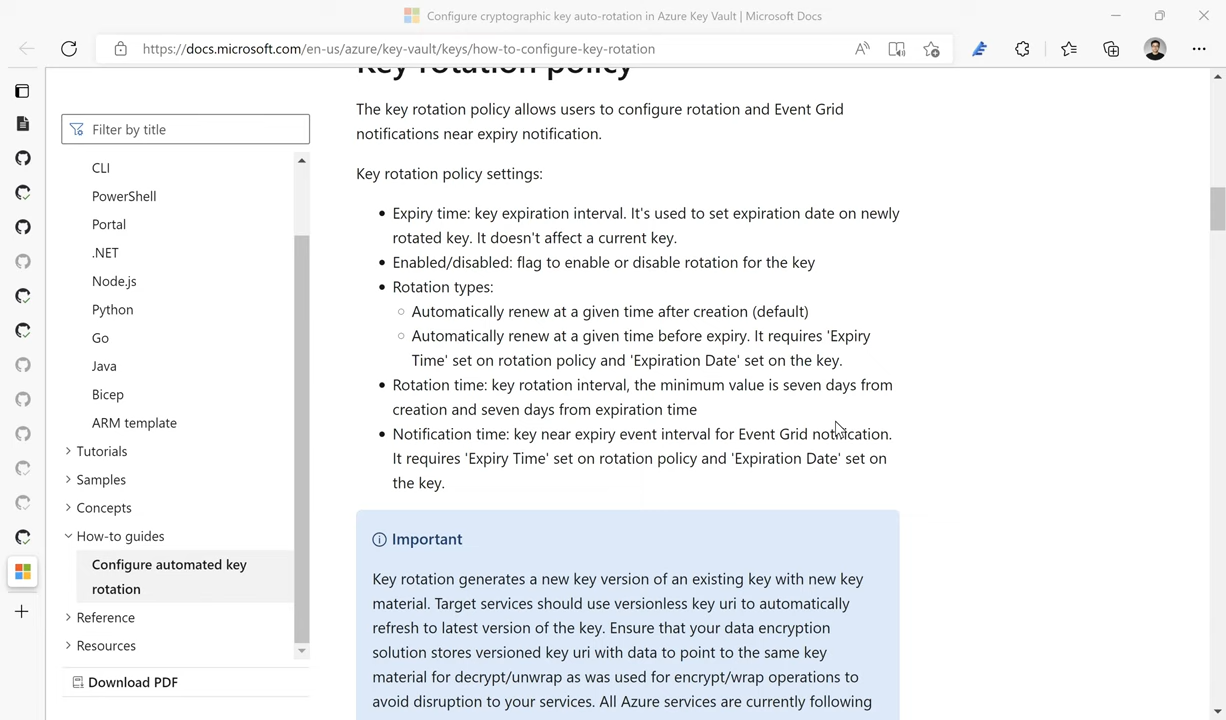 Configure cryptographic key auto-rotation in Azure Key Vault | Microsoft Docs
https://docs.microsoft.com/en-us/azure/key-vault/keys/how-to-configure-key-rotation
Filter by title
CLI
PowerShell
Portal
.NET
Node.js
Python
Go
Java
Bicep
ARM template
Tutorials
Samples
Concepts
How-to guides
Configure automated key
rotation
Reference
Resources
Download PDF
Key rotation policy
The key rotation policy allows users to configure rotation and Event Grid
notifications near expiry notification.
Key rotation policy settings:
• Expiry time: key expiration interval. It's used to set expiration date on newly
rotated key. It doesn't affect a current key.
• Enabled/disabled: flag to enable or disable rotation for the key
• Rotation types:
○ Automatically renew at a given time after creation (default)
○ Automatically renew at a given time before expiry. It requires 'Expiry
Time' set on rotation policy and 'Expiration Date' set on the key.
• Rotation time: key rotation interval, the minimum value is seven days from
creation and seven days from expiration time
• Notification time: key near expiry event interval for Event Grid notification.
It requires 'Expiry Time' set on rotation policy and 'Expiration Date' set on
the key.
Important
Key rotation generates a new key version of an existing key with new key
material. Target services should use versionless key uri to automatically
refresh to latest version of the key. Ensure that your data encryption
solution stores versioned key uri with data to point to the same key
material for decrypt/unwrap as was used for encrypt/wrap operations to
avoid disruption to your services. All Azure services are currently following